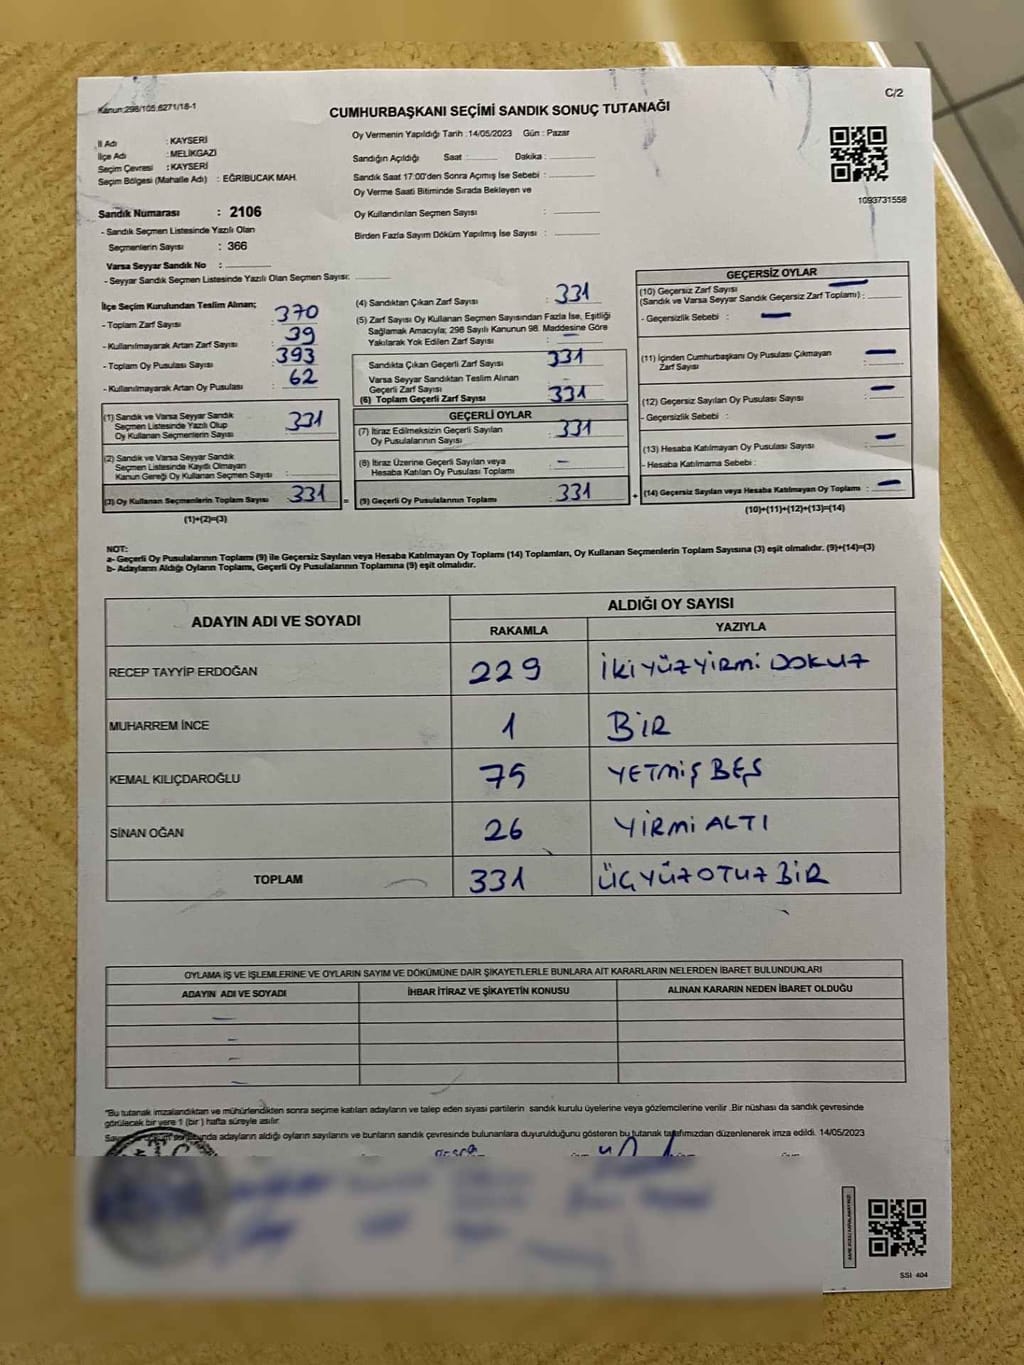 Kanun:298/105,6271/18-1
C/2
CUMHURBAŞKANI SEÇİMİ SANDIK SONUÇ TUTANAĞI
İl Adı : KAYSERİ
İlçe Adı : MELİKGAZİ
Seçim Çevresi : KAYSERİ
Seçim Bölgesi (Mahalle Adı) : EĞRİBUCAK MAH.
Sandık Numarası : 2106
- Sandık Seçmen Listesinde Yazılı Olan
Seçmenlerin Sayısı : 366
Varsa Seyyar Sandık No :
- Seyyar Sandık Seçmen Listesinde Yazılı Olan Seçmen Sayısı:
Oy Vermenin Yapıldığı Tarih :14/05/2023 Gün : Pazar
Sandığın Açıldığı Saat : Dakika :
Sandık Saat 17:00'den Sonra Açımış İse Sebebi :
Oy Verme Saati Bitiminde Sırada Bekleyen ve
Oy Kullandırılan Seçmen Sayısı :
Birden Fazla Sayım Döküm Yapılmış İse Sayısı :
1093731558
İlçe Seçim Kurulundan Teslim Alınan;
- Toplam Zarf Sayısı : 370
- Kullanılmayarak Artan Zarf Sayısı : 39
- Toplam Oy Pusulası Sayısı : 393
- Kullanılmayarak Artan Oy Pusulası : 62
(1) Sandık ve Varsa Seyyar Sandık
Seçmen Listesinde Yazılı Olup
Oy Kullanan Seçmenlerin Sayısı : 331
(2) Sandık ve Varsa Seyyar Sandık
Seçmen Listesinde Kayıtlı Olmayan
Kanun Gereği Oy Kullanan Seçmen Sayısı :
(3) Oy Kullanan Seçmenlerin Toplam Sayısı : 331 =
(1)+(2)=(3)
(4) Sandıktan Çıkan Zarf Sayısı : 331
(5) Zarf Sayısı Oy Kullanan Seçmen Sayısından Fazla İse, Eşitliği
Sağlamak Amacıyla; 298 Sayılı Kanunun 98. Maddesine Göre
Yakılarak Yok Edilen Zarf Sayısı : —
Sandıkta Çıkan Geçerli Zarf Sayısı : 331
Varsa Seyyar Sandıktan Teslim Alınan
Geçerli Zarf Sayısı : –
(6) Toplam Geçerli Zarf Sayısı : 331
GEÇERLİ OYLAR
(7) İtiraz Edilmeksizin Geçerli Sayılan
Oy Pusulalarının Sayısı : 331
(8) İtiraz Üzerine Geçerli Sayılan veya
Hesaba Katılan Oy Pusulası Toplamı : –
(9) Geçerli Oy Pusulalarının Toplamı : 331 +
GEÇERSİZ OYLAR
(10) Geçersiz Zarf Sayısı
(Sandık ve Varsa Seyyar Sandık Geçersiz Zarf Toplamı) : —
- Geçersizlik Sebebi : —
(11) İçinden Cumhurbaşkanı Oy Pusulası Çıkmayan
Zarf Sayısı : —
(12) Geçersiz Sayılan Oy Pusulası Sayısı : —
- Geçersizlik Sebebi :
(13) Hesaba Katılmayan Oy Pusulası Sayısı : —
- Hesaba Katılmama Sebebi :
(14) Geçersiz Sayılan veya Hesaba Katılmayan Oy Toplamı : —
(10)+(11)+(12)+(13)=(14)
NOT:
a- Geçerli Oy Pusulalarının Toplamı (9) ile Geçersiz Sayılan veya Hesaba Katılmayan Oy Toplamı (14) Toplamları, Oy Kullanan Seçmenlerin Toplam Sayısına (3) eşit olmalıdır. (9)+(14)=(3)
b- Adayların Aldığı Oyların Toplamı, Geçerli Oy Pusulalarının Toplamına (9) eşit olmalıdır.
ADAYIN ADI VE SOYADI
ALDIĞI OY SAYISI
RAKAMLA YAZIYLA
RECEP TAYYİP ERDOĞAN 229 İKİYÜZYİRMİ DOKUZ
MUHARREM İNCE 1 BİR
KEMAL KILIÇDAROĞLU 75 YETMİŞ BEŞ
SİNAN OĞAN 26 YİRMİ ALTI
TOPLAM 331 ÜÇYÜZOTUZ BİR
OYLAMA İŞ VE İŞLEMLERİNE VE OYLARIN SAYIM VE DÖKÜMÜNE DAİR ŞİKAYETLERLE BUNLARA AİT KARARLARIN NELERDEN İBARET BULUNDUKLARI
ADAYIN ADI VE SOYADI İHBAR İTİRAZ VE ŞİKAYETİN KONUSU ALINAN KARARIN NEDEN İBARET OLDUĞU
"Bu tutanak imzalandıktan ve mühürlendikten sonra seçime katılan adayların ve talep eden siyasi partilerin sandık kurulu üyelerine veya gözlemcilerine verilir .Bir nüshası da sandık çevresinde
görülecek bir yere 1 (bir ) hafta süreyle asılır.
adayların aldığı oyların sayılarını ve bunların sandık çevresinde bulunanlara duyurulduğunu gösteren bu tutanak tarafımızdan düzenlenerek imza edildi. 14/05/2023
SSI 404